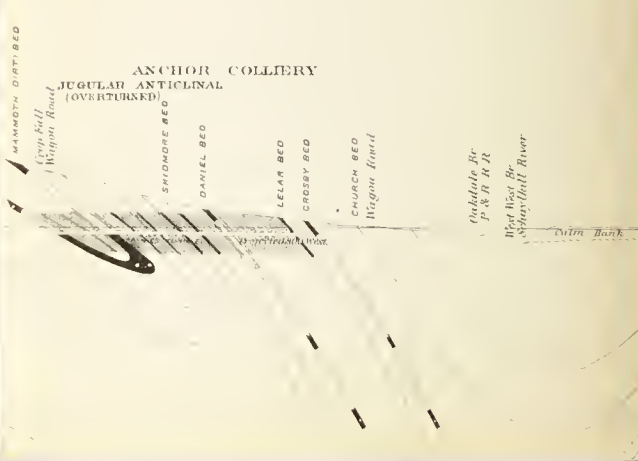 ANCHOR COLLIERY
JUGULAR ANTICLINAL
(OVERTURNED)
MAMMOTH DIRT BED
Crop Fall
Wagon Road
SKIDMORE BED
DANIEL BED
LELAR BED
CROSBY BED
CHURCH BED
Wagon Road
Oakdale Br
P & R R R
West West Br
Schuylkill River
Culm Bank